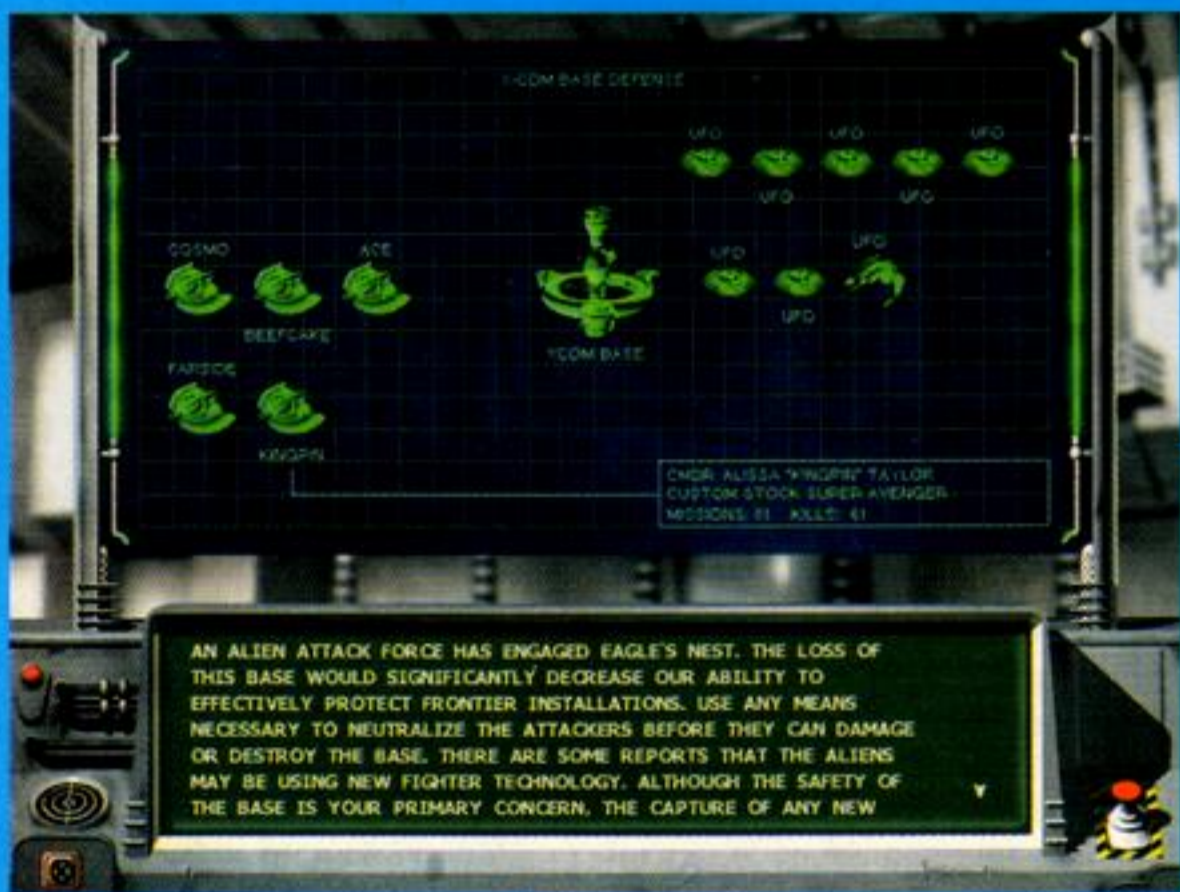 X-COM BASE DEFENSE
UFO UFO UFO
UFO UFO
COSMO ACE UFO UFO
BEEFCAKE UFO
XCOM BASE
FARSIDE
KINGPIN
CMDR. ALISSA "KINGPIN" TAYLOR
CUSTOM STOCK SUPER AVENGER
MISSIONS: KILLS:
AN ALIEN ATTACK FORCE HAS ENGAGED EAGLE'S NEST. THE LOSS OF
THIS BASE WOULD SIGNIFICANTLY DECREASE OUR ABILITY TO
EFFECTIVELY PROTECT FRONTIER INSTALLATIONS. USE ANY MEANS
NECESSARY TO NEUTRALIZE THE ATTACKERS BEFORE THEY CAN DAMAGE
OR DESTROY THE BASE. THERE ARE SOME REPORTS THAT THE ALIENS
MAY BE USING NEW FIGHTER TECHNOLOGY. ALTHOUGH THE SAFETY OF
THE BASE IS YOUR PRIMARY CONCERN, THE CAPTURE OF ANY NEW